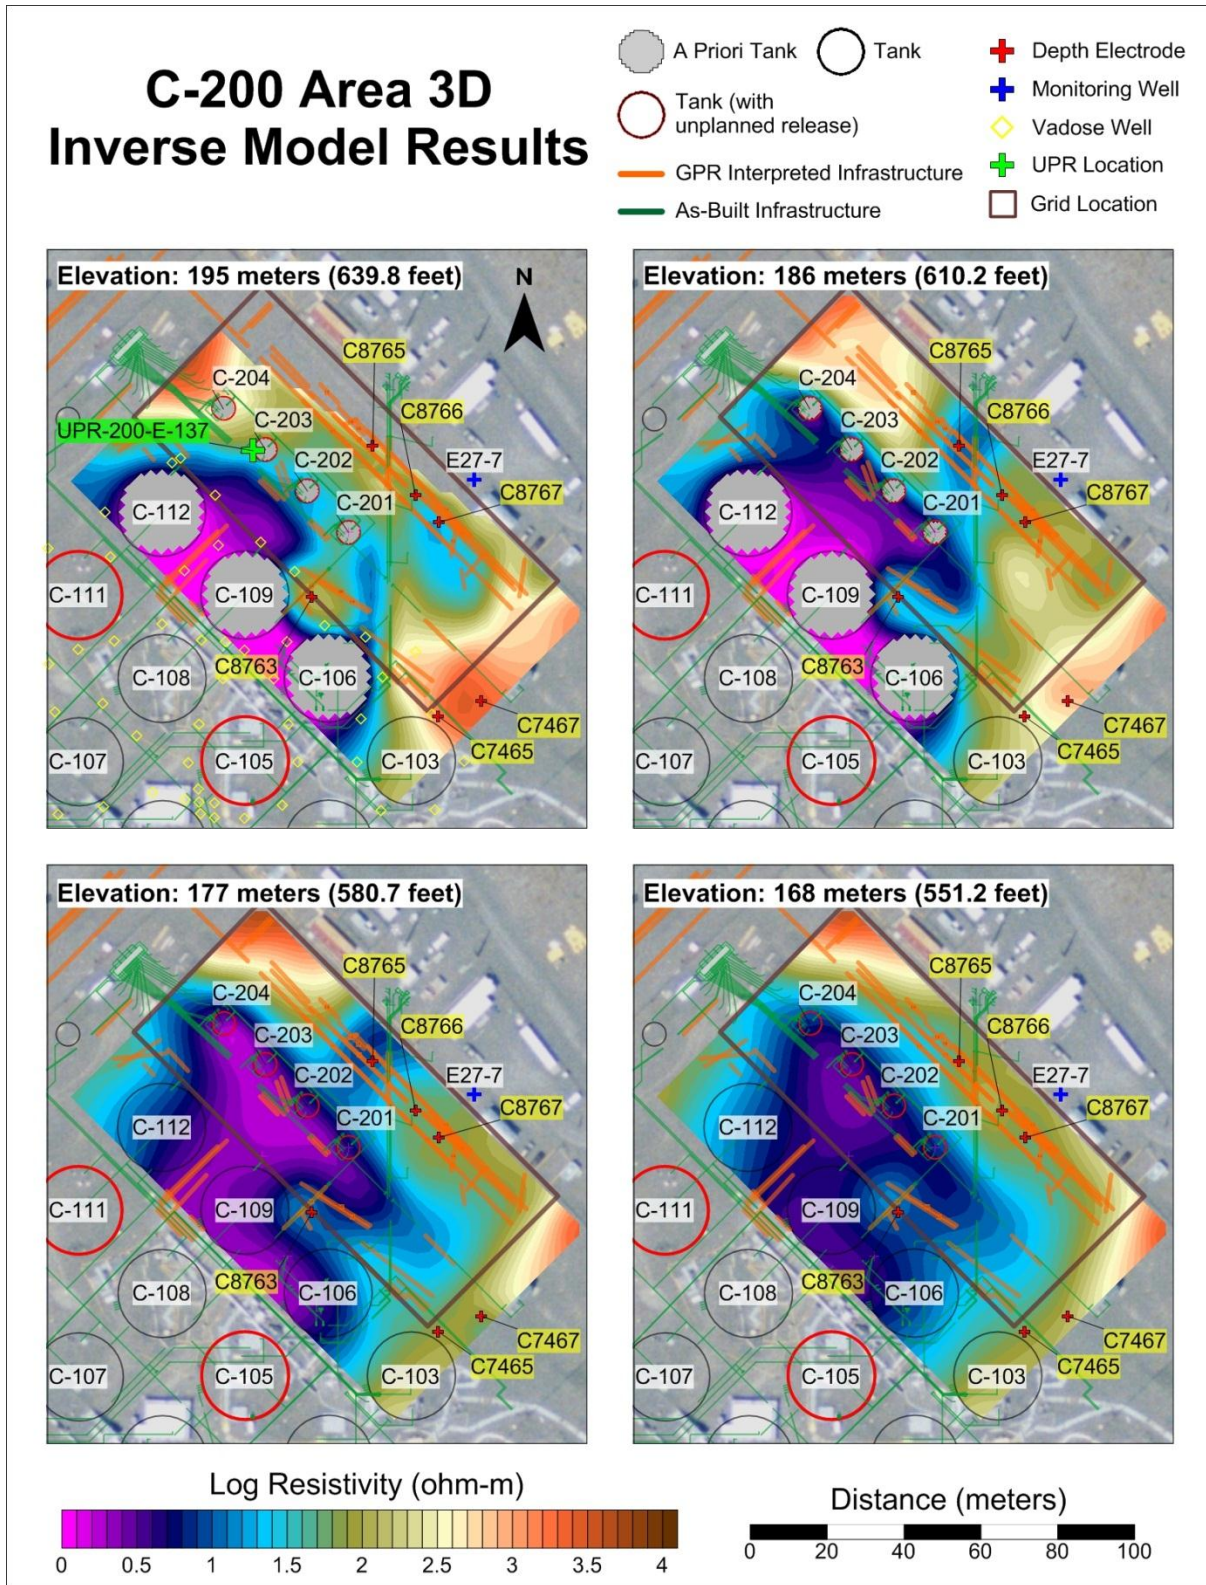 C-200 Area 3D
Inverse Model Results
A Priori Tank
Tank
Tank (with
unplanned release)
GPR Interpreted Infrastructure
As-Built Infrastructure
Depth Electrode
Monitoring Well
Vadose Well
UPR Location
Grid Location
Elevation: 195 meters (639.8 feet)
N
C8765
C-204
C8766
C-203
UPR-200-E-137
C-202
E27-7
C8767
C-201
C-112
C-111
C-109
C8763
C-108
C-106
C7467
C7465
C-107
C-105
C-103
Elevation: 186 meters (610.2 feet)
C8765
C-204
C8766
C-203
C-202
E27-7
C8767
C-201
C-112
C-111
C-109
C8763
C-108
C-106
C7467
C7465
C-107
C-105
C-103
Elevation: 177 meters (580.7 feet)
C8765
C-204
C8766
C-203
C-202
E27-7
C8767
C-201
C-112
C-111
C-109
C8763
C-108
C-106
C7467
C7465
C-107
C-105
C-103
Elevation: 168 meters (551.2 feet)
C8765
C-204
C8766
C-203
C-202
E27-7
C8767
C-201
C-112
C-111
C-109
C8763
C-108
C-106
C7467
C7465
C-107
C-105
C-103
Log Resistivity (ohm-m)
0 0.5 1 1.5 2 2.5 3 3.5 4
Distance (meters)
0 20 40 60 80 100